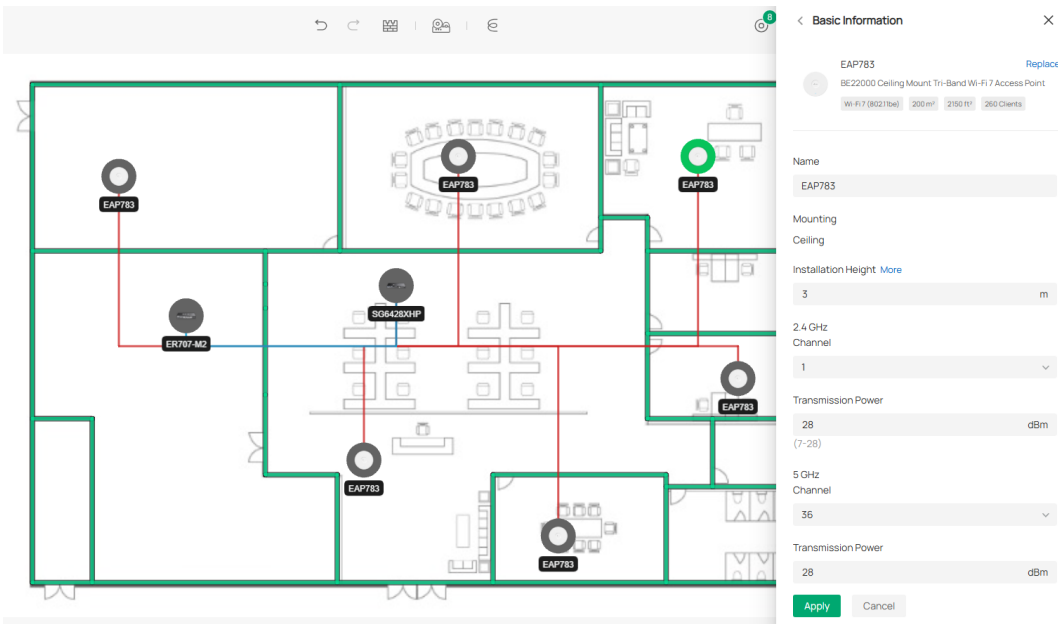 8
EAP783
EAP783
EAP783
SG6428XHP
ER707-M2
EAP783
EAP783
EAP783
Basic Information
EAP783
Replace
BE22000 Ceiling Mount Tri-Band Wi-Fi 7 Access Point
Wi-Fi 7 (802.11be) 200 m² 2150 ft² 260 Clients
Name
EAP783
Mounting
Ceiling
Installation Height More
3 m
2.4 GHz
Channel
1
Transmission Power
28 dBm
(7-28)
5 GHz
Channel
36
Transmission Power
28 dBm
Apply Cancel